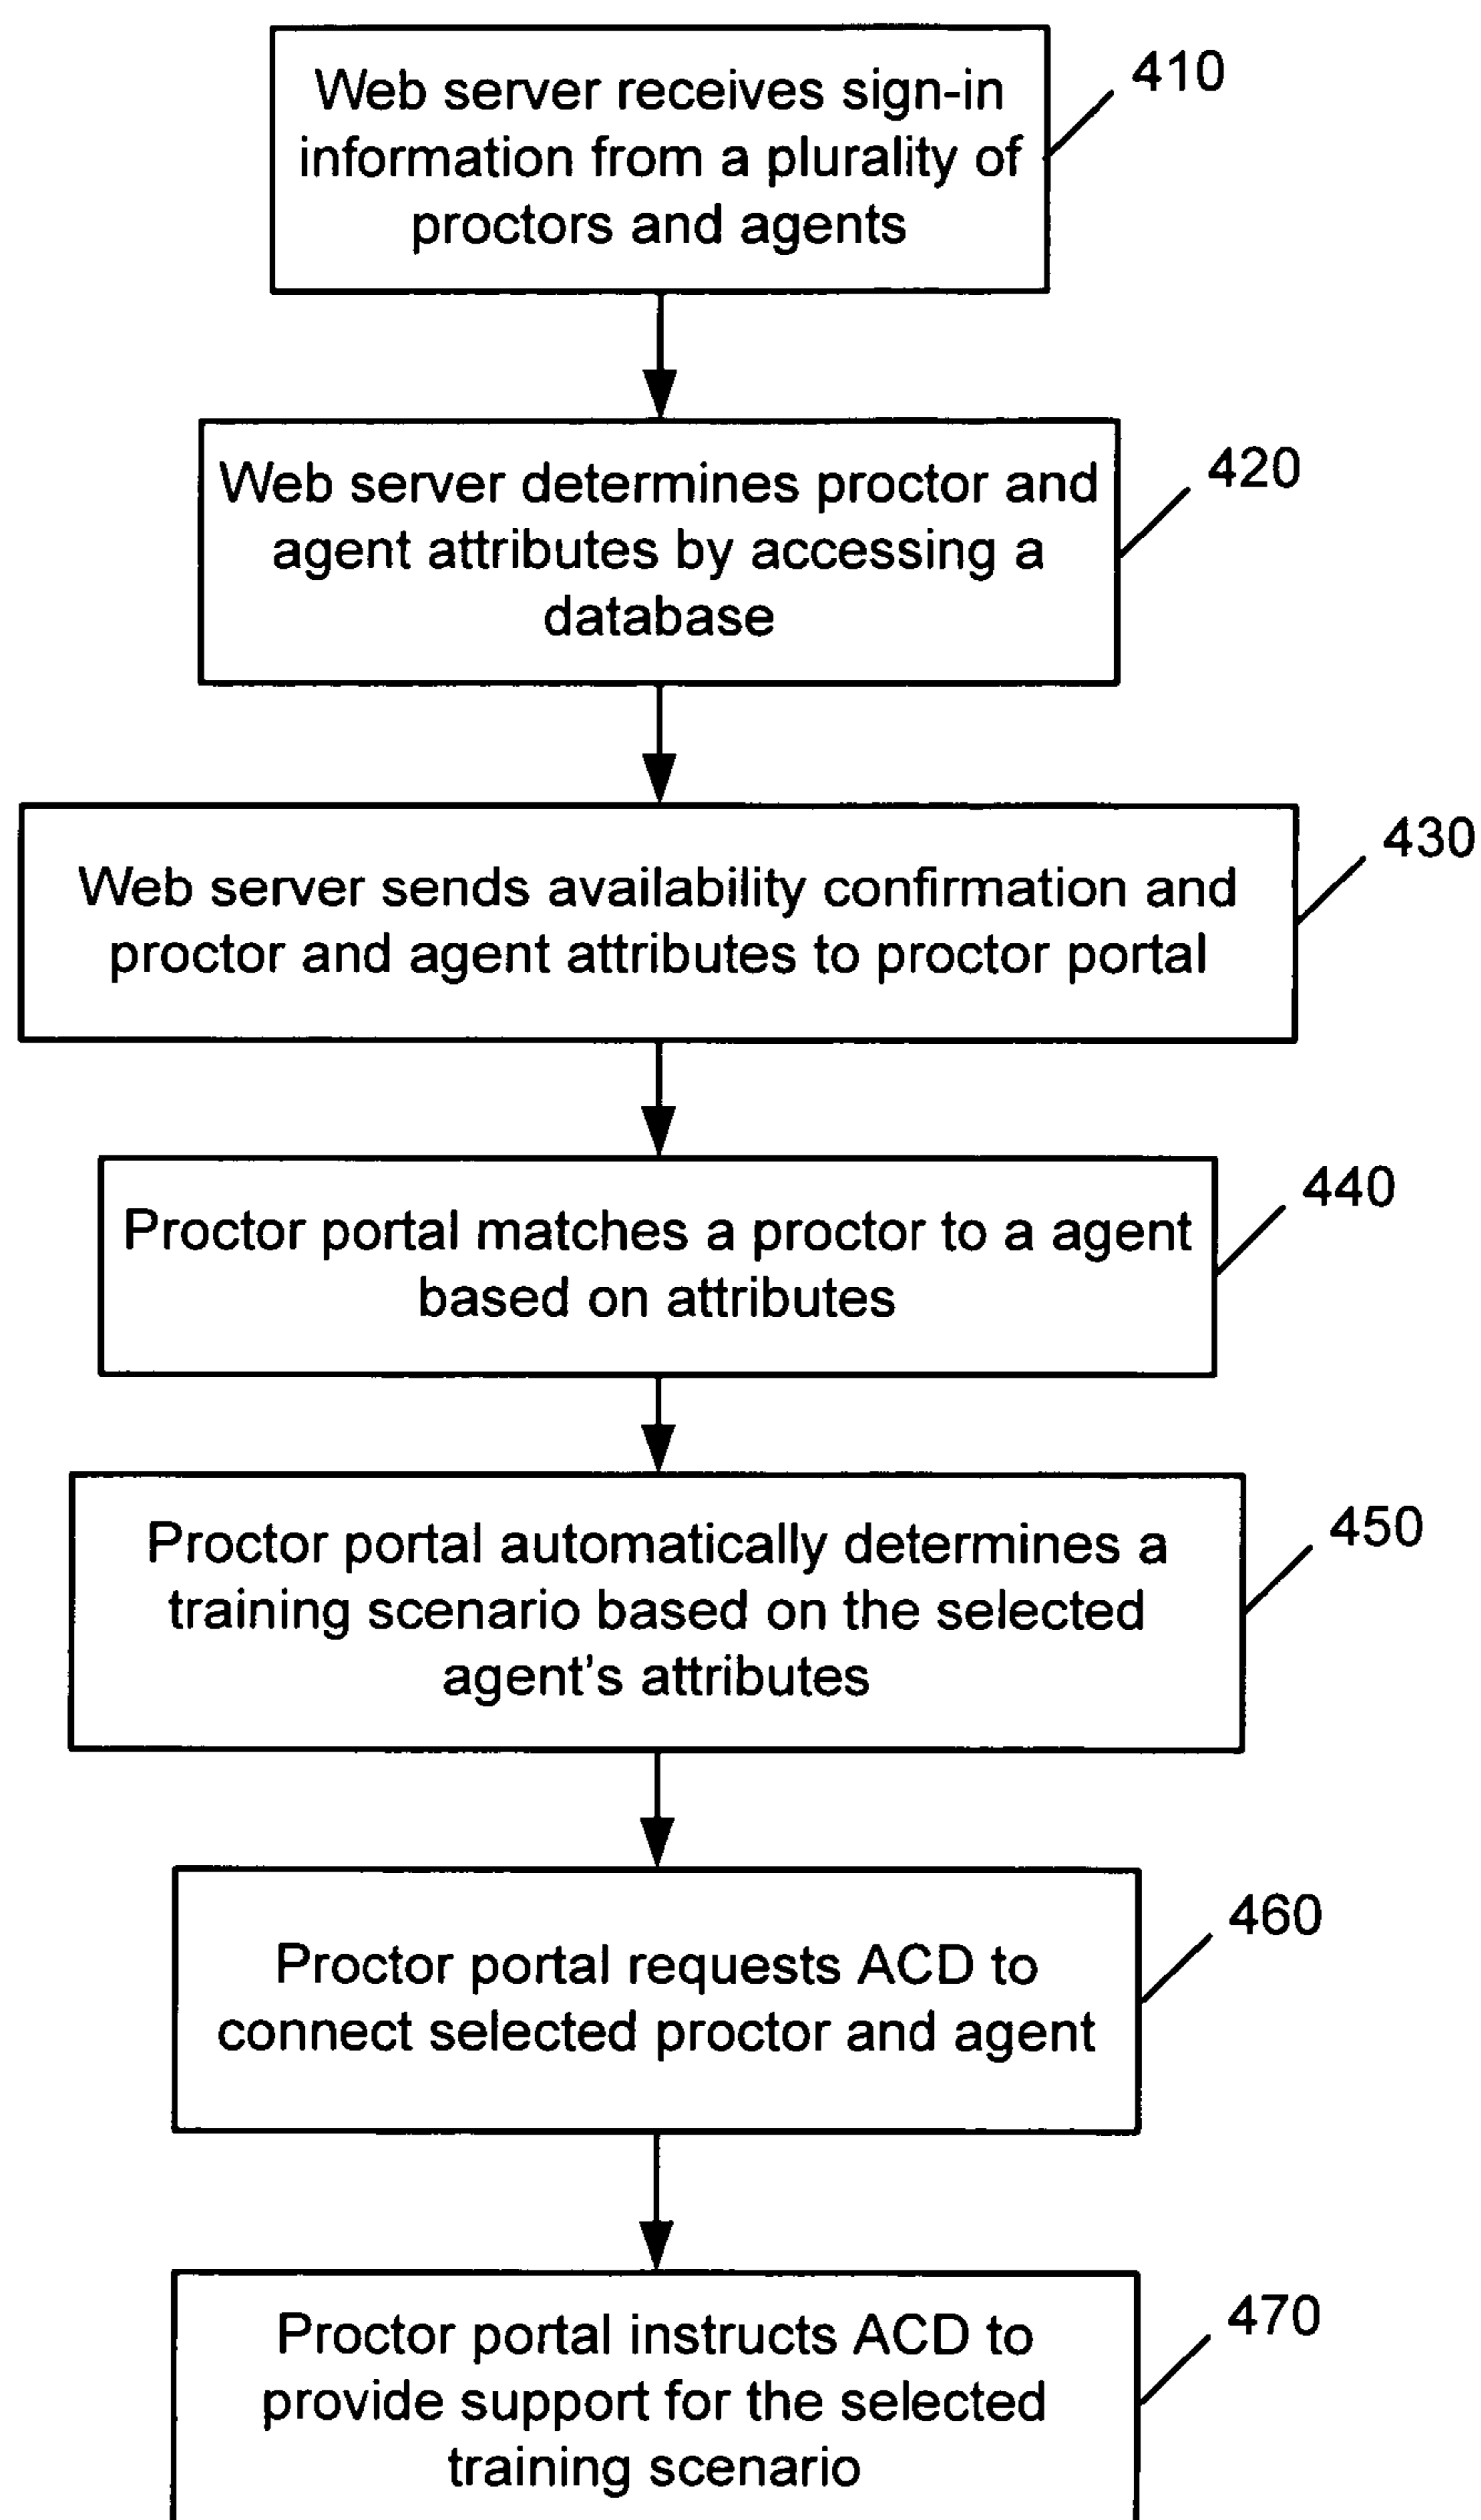 Web server receives sign-in
information from a plurality of
proctors and agents
410
Web server determines proctor and
agent attributes by accessing a
database
420
Web server sends availability confirmation and
proctor and agent attributes to proctor portal
430
Proctor portal matches a proctor to a agent
based on attributes
440
Proctor portal automatically determines a
training scenario based on the selected
agent's attributes
450
Proctor portal requests ACD to
connect selected proctor and agent
460
Proctor portal instructs ACD to
provide support for the selected
training scenario
470